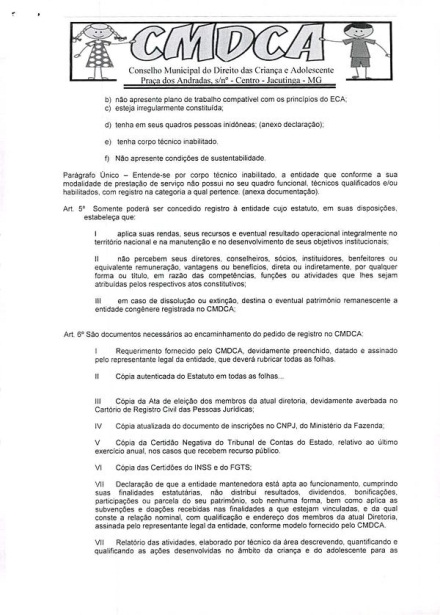 CMDCA
Conselho Municipal do Direito das Criança e Adolescente
Praça dos Andradas, s/nº - Centro - Jacutinga - MG
b) não apresente plano de trabalho compatível com os princípios do ECA;
c) esteja irregularmente constituída;
d) tenha em seus quadros pessoas inidôneas; (anexo declaração);
e) tenha corpo técnico inabilitado.
f) Não apresente condições de sustentabilidade.
Parágrafo Único – Entende-se por corpo técnico inabilitado, a entidade que conforme a sua
modalidade de prestação de serviço não possui no seu quadro funcional, técnicos qualificados e/ou
habilitados, com registro na categoria a qual pertence. (anexa documentação).
Art. 5º Somente poderá ser concedido registro à entidade cujo estatuto, em suas disposições,
estabeleça que:
I aplica suas rendas, seus recursos e eventual resultado operacional integralmente no
território nacional e na manutenção e no desenvolvimento de seus objetivos institucionais;
II não percebem seus diretores, conselheiros, sócios, instituidores, benfeitores ou
equivalente remuneração, vantagens ou benefícios, direta ou indiretamente, por qualquer
forma ou título, em razão das competências, funções ou atividades que lhes sejam
atribuídas pelos respectivos atos constitutivos;
III em caso de dissolução ou extinção, destina o eventual patrimônio remanescente a
entidade congênere registrada no CMDCA;
Art. 6º São documentos necessários ao encaminhamento do pedido de registro no CMDCA:
I Requerimento fornecido pelo CMDCA, devidamente preenchido, datado e assinado
pelo representante legal da entidade, que deverá rubricar todas as folhas.
II Cópia autenticada do Estatuto em todas as folhas...
III Cópia da Ata de eleição dos membros da atual diretoria, devidamente averbada no
Cartório de Registro Civil das Pessoas Jurídicas;
IV Cópia atualizada do documento de inscrições no CNPJ, do Ministério da Fazenda;
V Cópia da Certidão Negativa do Tribunal de Contas do Estado, relativo ao último
exercício anual, nos casos que recebem recurso público.
VI Cópia das Certidões do INSS e do FGTS;
VII Declaração de que a entidade mantenedora está apta ao funcionamento, cumprindo
suas finalidades estatutárias, não distribui resultados, dividendos, bonificações,
participações ou parcela do seu patrimônio, sob nenhuma forma, bem como aplica as
subvenções e doações recebidas nas finalidades a que estejam vinculadas, e da qual
conste a relação nominal, com qualificação e endereço dos membros da atual Diretoria,
assinada pelo representante legal da entidade, conforme modelo fornecido pelo CMDCA.
VII Relatório das atividades, elaborado por técnico da área descrevendo, quantificando e
qualificando as ações desenvolvidas no âmbito da criança e do adolescente para as